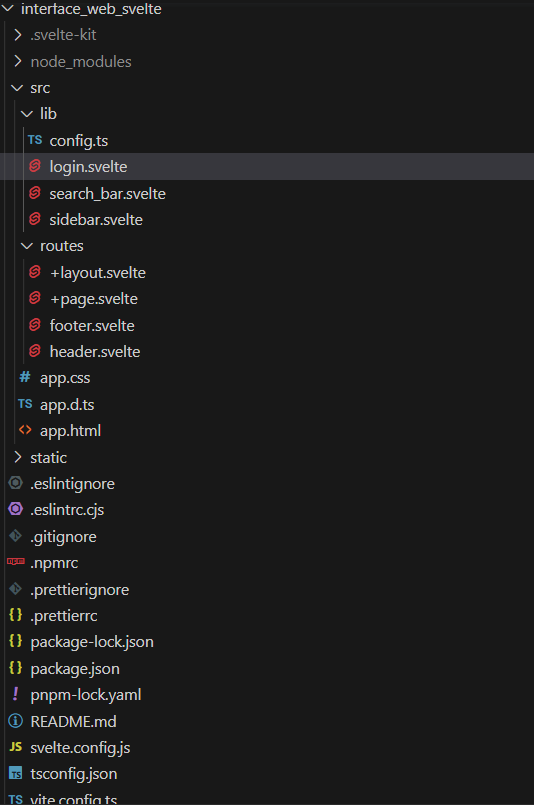 interface_web_svelte
.svelte-kit
node_modules
src
lib
TS config.ts
login.svelte
search_bar.svelte
sidebar.svelte
routes
+layout.svelte
+page.svelte
footer.svelte
header.svelte
# app.css
TS app.d.ts
<> app.html
static
.eslintignore
.eslintrc.cjs
.gitignore
npm .npmrc
.prettierignore
{} .prettierrc
{} package-lock.json
{} package.json
! pnpm-lock.yaml
README.md
JS svelte.config.js
TS tsconfig.json
TS vite.config.ts